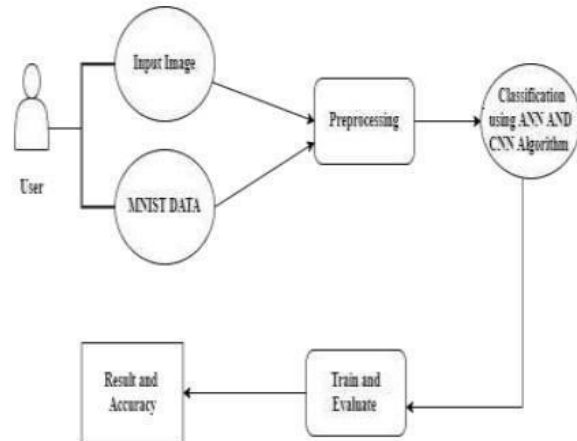 Input Image
User
MNIST DATA
Preprocessing
Classification
using ANN AND
CNN Algorithm
Train and
Evaluate
Result and
Accuracy